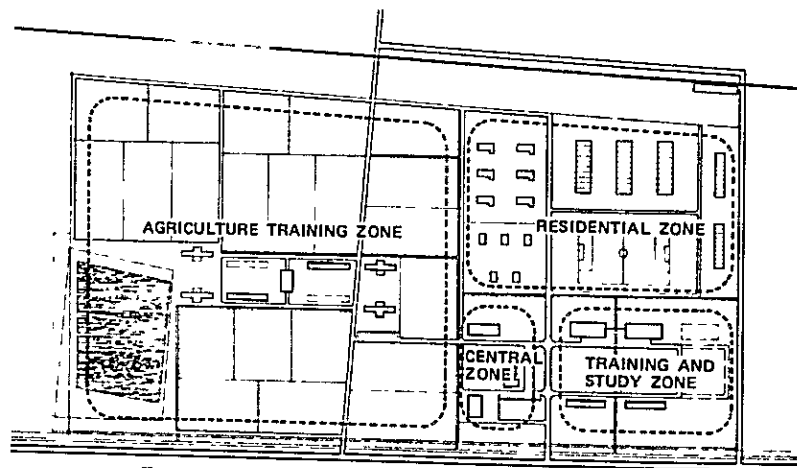 AGRICULTURE TRAINING ZONE
RESIDENTIAL ZONE
CENTRAL
ZONE
TRAINING AND
STUDY ZONE